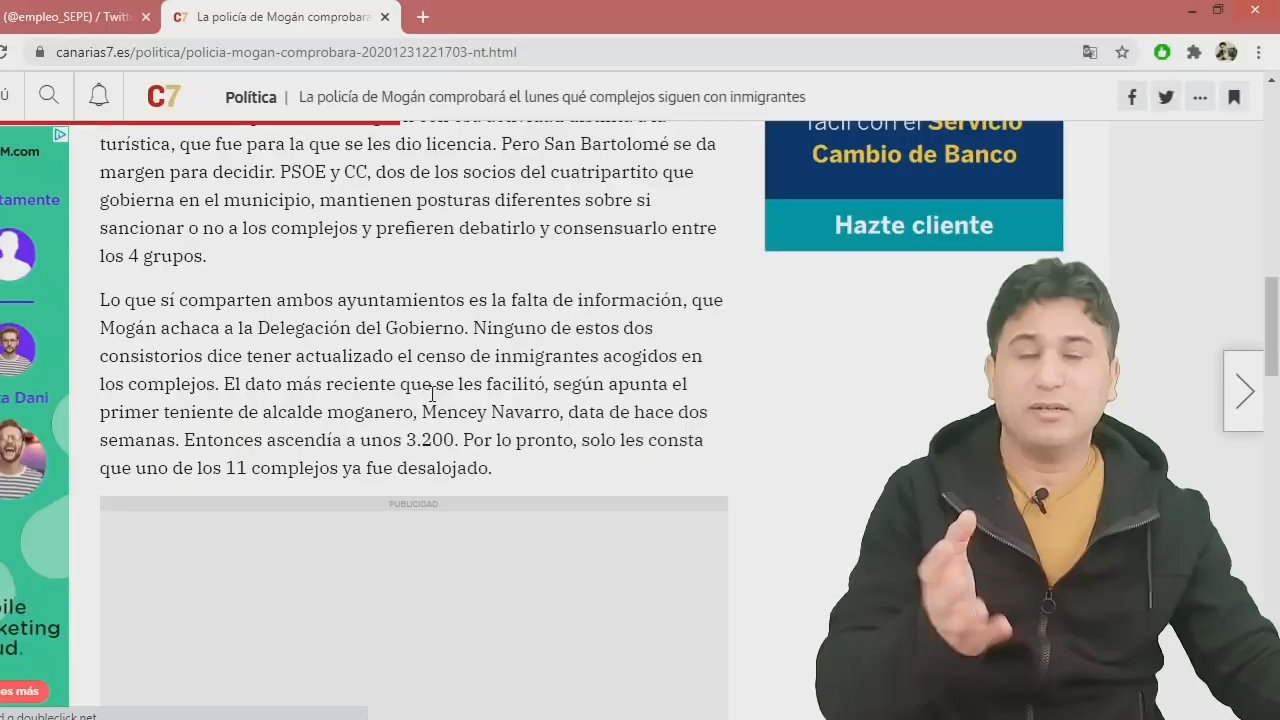 (@empleo_SEPE) / Twitt
La policía de Mogán comprobará
canarias7.es/politica/policia-mogan-comprobara-20201231221703-nt.html
C7
Política | La policía de Mogán comprobará el lunes qué complejos siguen con inmigrantes
turística, que fue para la que se les dio licencia. Pero San Bartolomé se da
margen para decidir. PSOE y CC, dos de los socios del cuatripartito que
gobierna en el municipio, mantienen posturas diferentes sobre si
sancionar o no a los complejos y prefieren debatirlo y consensuarlo entre
los 4 grupos.
Lo que sí comparten ambos ayuntamientos es la falta de información, que
Mogán achaca a la Delegación del Gobierno. Ninguno de estos dos
consistorios dice tener actualizado el censo de inmigrantes acogidos en
los complejos. El dato más reciente que se les facilitó, según apunta el
primer teniente de alcalde moganero, Mencey Navarro, data de hace dos
semanas. Entonces ascendía a unos 3.200. Por lo pronto, solo les consta
que uno de los 11 complejos ya fue desalojado.
PUBLICIDAD
fácil con el Servicio
Cambio de Banco
Hazte cliente
M.com
tamente
a Dani
ile
keting
ud.
es más
d.g.doubleclick.net